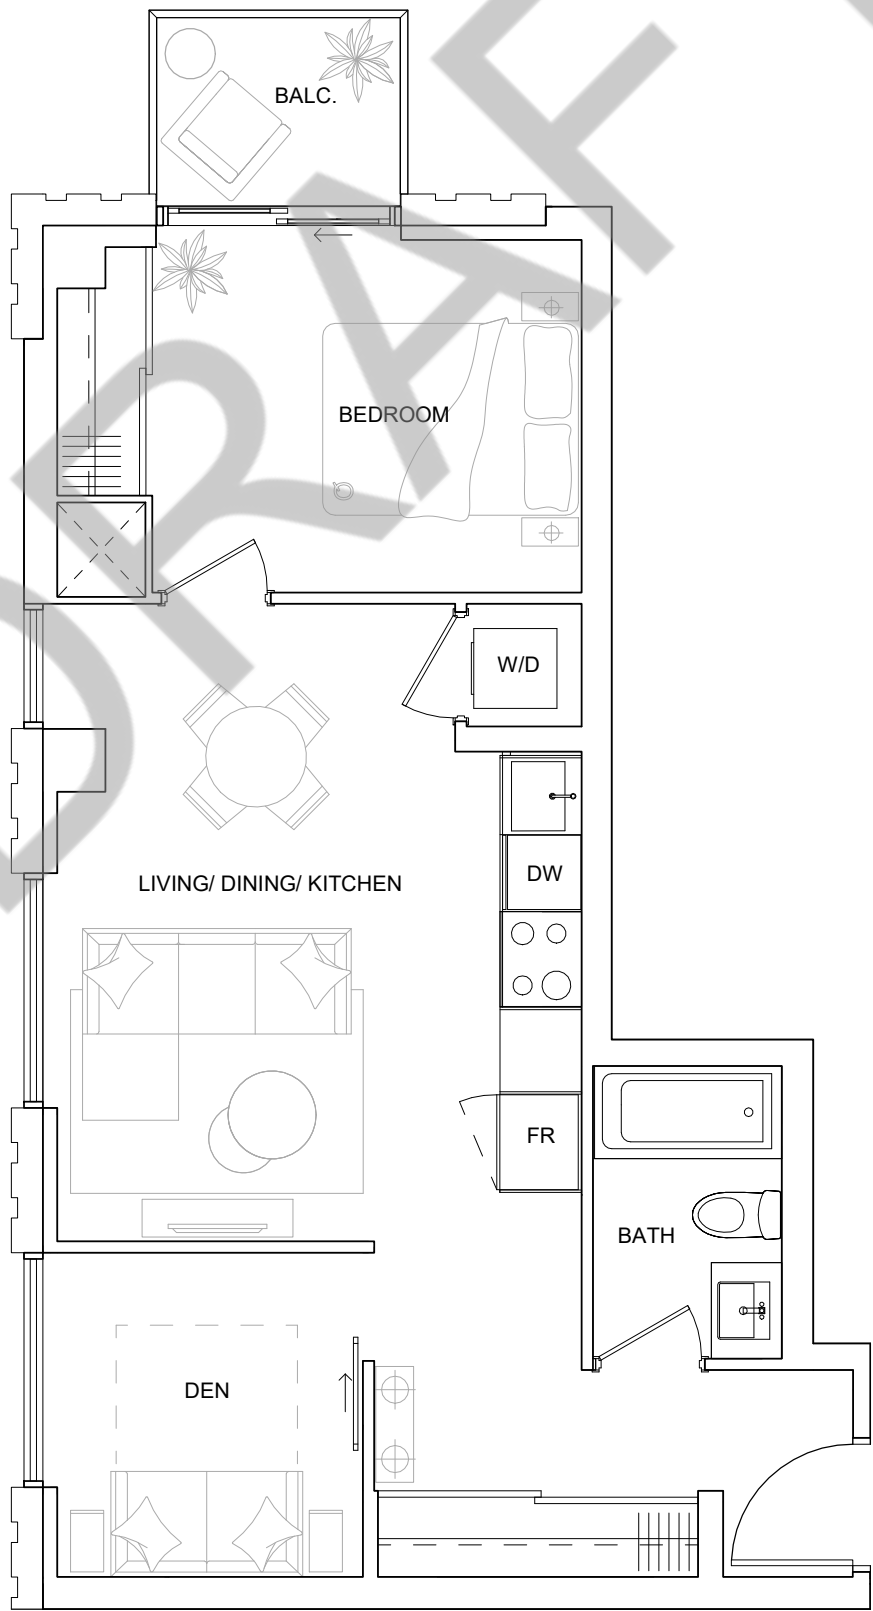 BALC.
BEDROOM
W/D
LIVING/ DINING/ KITCHEN
DW
FR
BATH
DEN
DRAFT